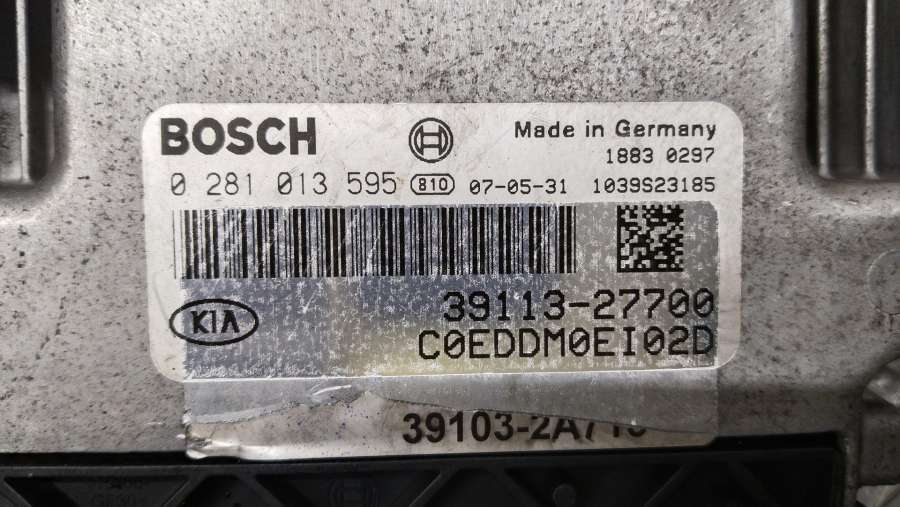 BOSCH
Made in Germany
1883 0297
0 281 013 595 810 07-05-31 1039S23185
39113-27700
KIA
C0EDDM0EI02D